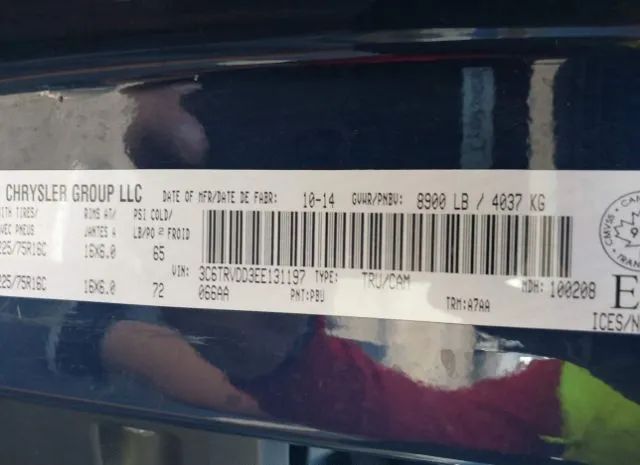 CHRYSLER GROUP LLC DATE OF MFR/DATE DE FABR: 10-14 GVWR/PNBV: 8900 LB / 4037 KG
WITH TIRES/ RIMS AT/ PSI COLD/
AVEC PNEUS JANTES A LB/PO 2 FROID
225/75R16C 16X6.0 65
VIN: 3C6TRVDD3EE131197 TYPE: TRU/CAM MDH: 100208
225/75R16C 16X6.0 72 066AA PNT:PBU TRM:A7AA
ICES/N